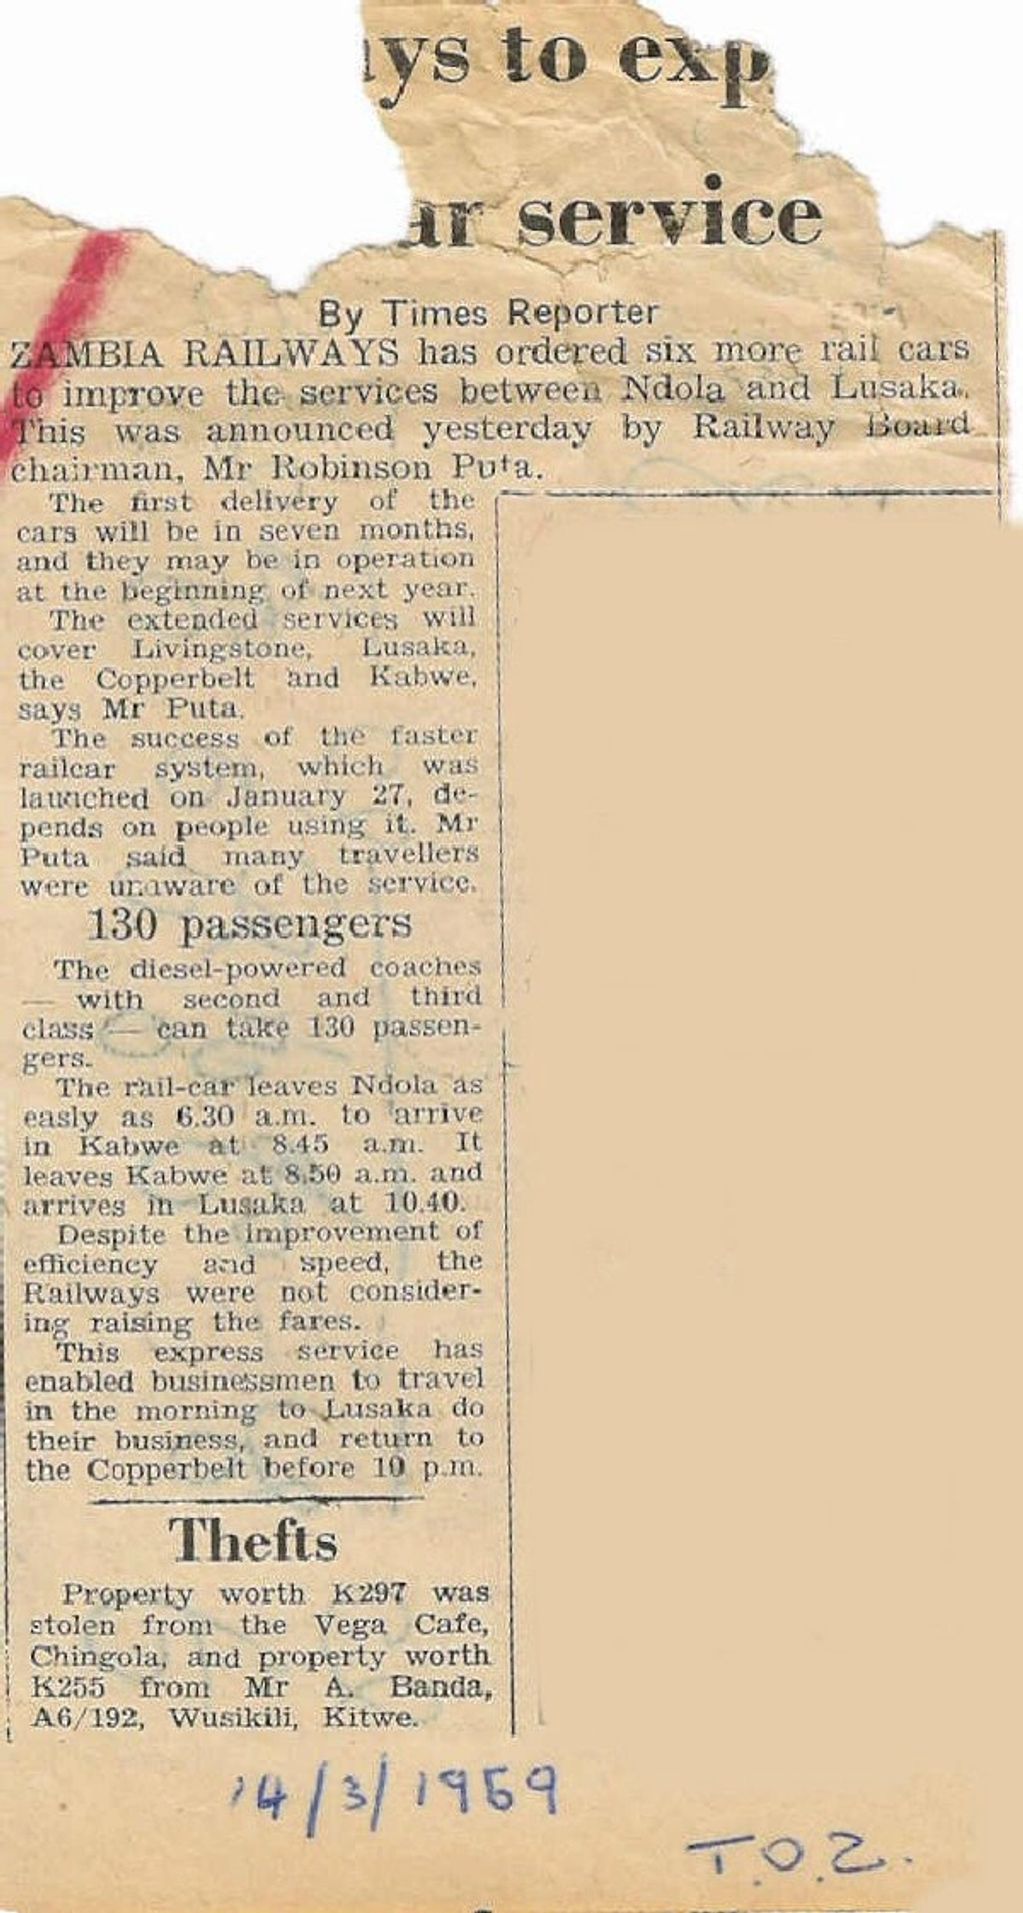 ays to exp
ar service
By Times Reporter
ZAMBIA RAILWAYS has ordered six more rail cars
to improve the services between Ndola and Lusaka.
This was announced yesterday by Railway Board
chairman, Mr Robinson Puta.
The first delivery of the
cars will be in seven months,
and they may be in operation
at the beginning of next year.
The extended services will
cover Livingstone, Lusaka,
the Copperbelt and Kabwe,
says Mr Puta.
The success of the faster
railcar system, which was
launched on January 27, de-
pends on people using it. Mr
Puta said many travellers
were unaware of the service.
130 passengers
The diesel-powered coaches
— with second and third
class — can take 130 passen-
gers.
The rail-car leaves Ndola as
easly as 6.30 a.m. to arrive
in Kabwe at 8.45 a.m. It
leaves Kabwe at 8.50 a.m. and
arrives in Lusaka at 10.40.
Despite the improvement of
efficiency and speed, the
Railways were not consider-
ing raising the fares.
This express service has
enabled businessmen to travel
in the morning to Lusaka do
their business, and return to
the Copperbelt before 10 p.m.
Thefts
Property worth K297 was
stolen from the Vega Cafe,
Chingola, and property worth
K255 from Mr A. Banda,
A6/192, Wusikili, Kitwe.
14/3/1969
T.O.Z.